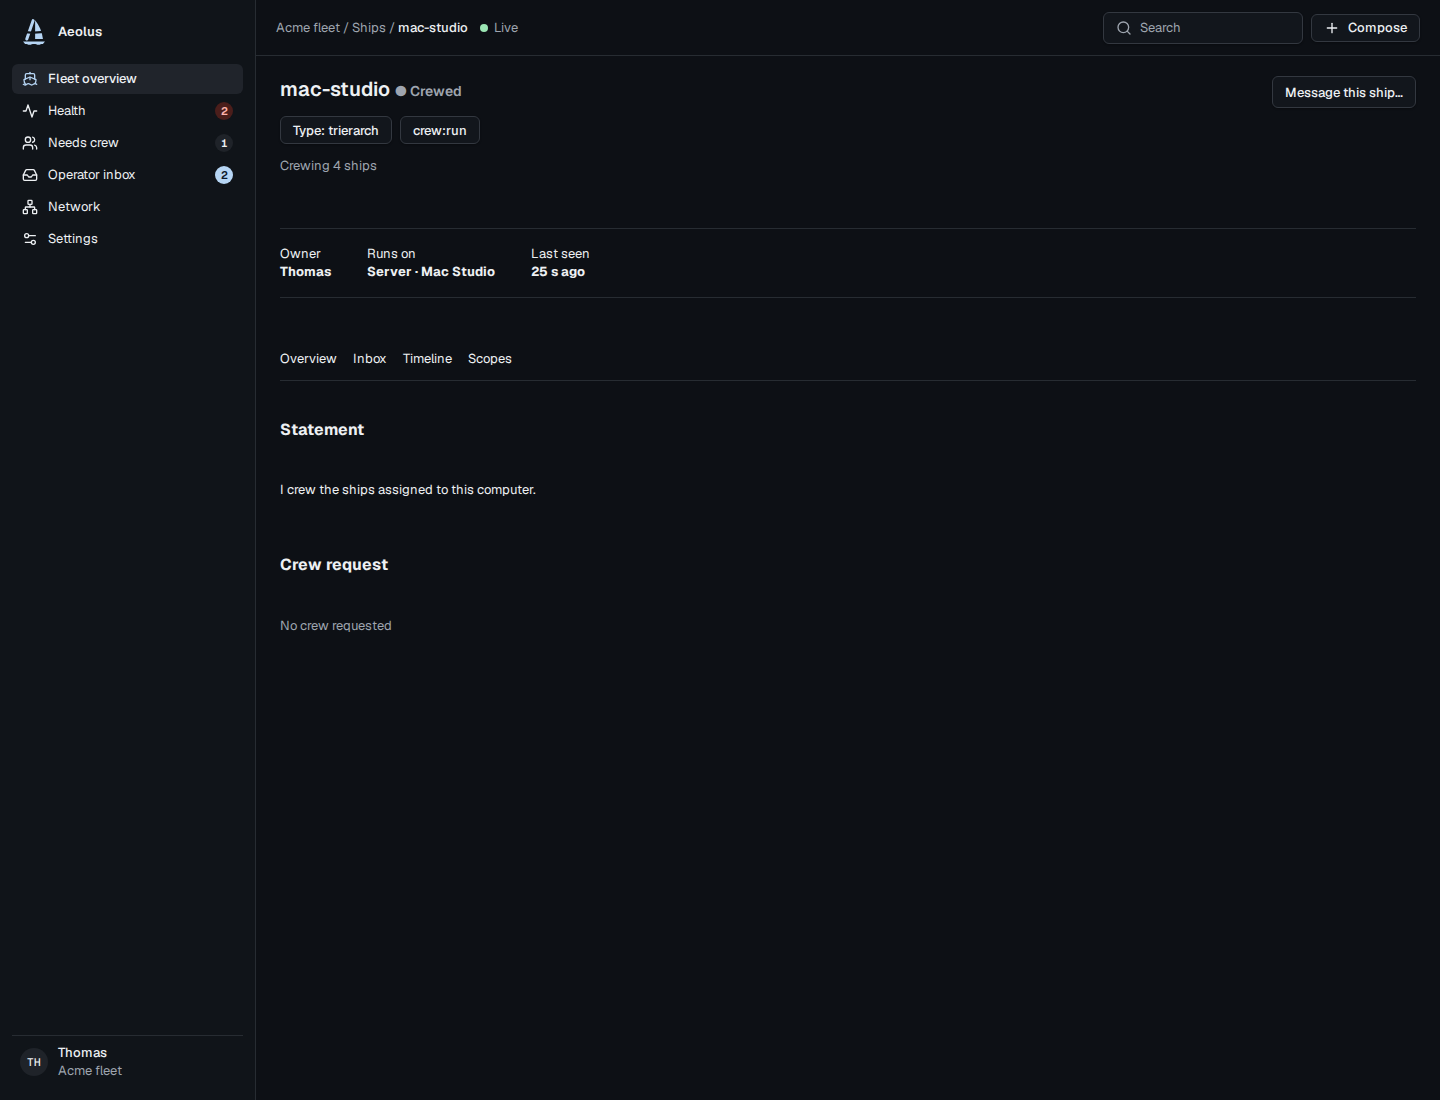 Aeolus
Fleet overview
Health 2
Needs crew 1
Operator inbox 2
Network
Settings
TH
Thomas
Acme fleet
Acme fleet / Ships / mac-studio Live
Search
Compose
mac-studio Crewed
Message this ship...
Type: trierarch crew:run
Crewing 4 ships
Owner Runs on Last seen
Thomas Server · Mac Studio 25 s ago
Overview Inbox Timeline Scopes
Statement
I crew the ships assigned to this computer.
Crew request
No crew requested